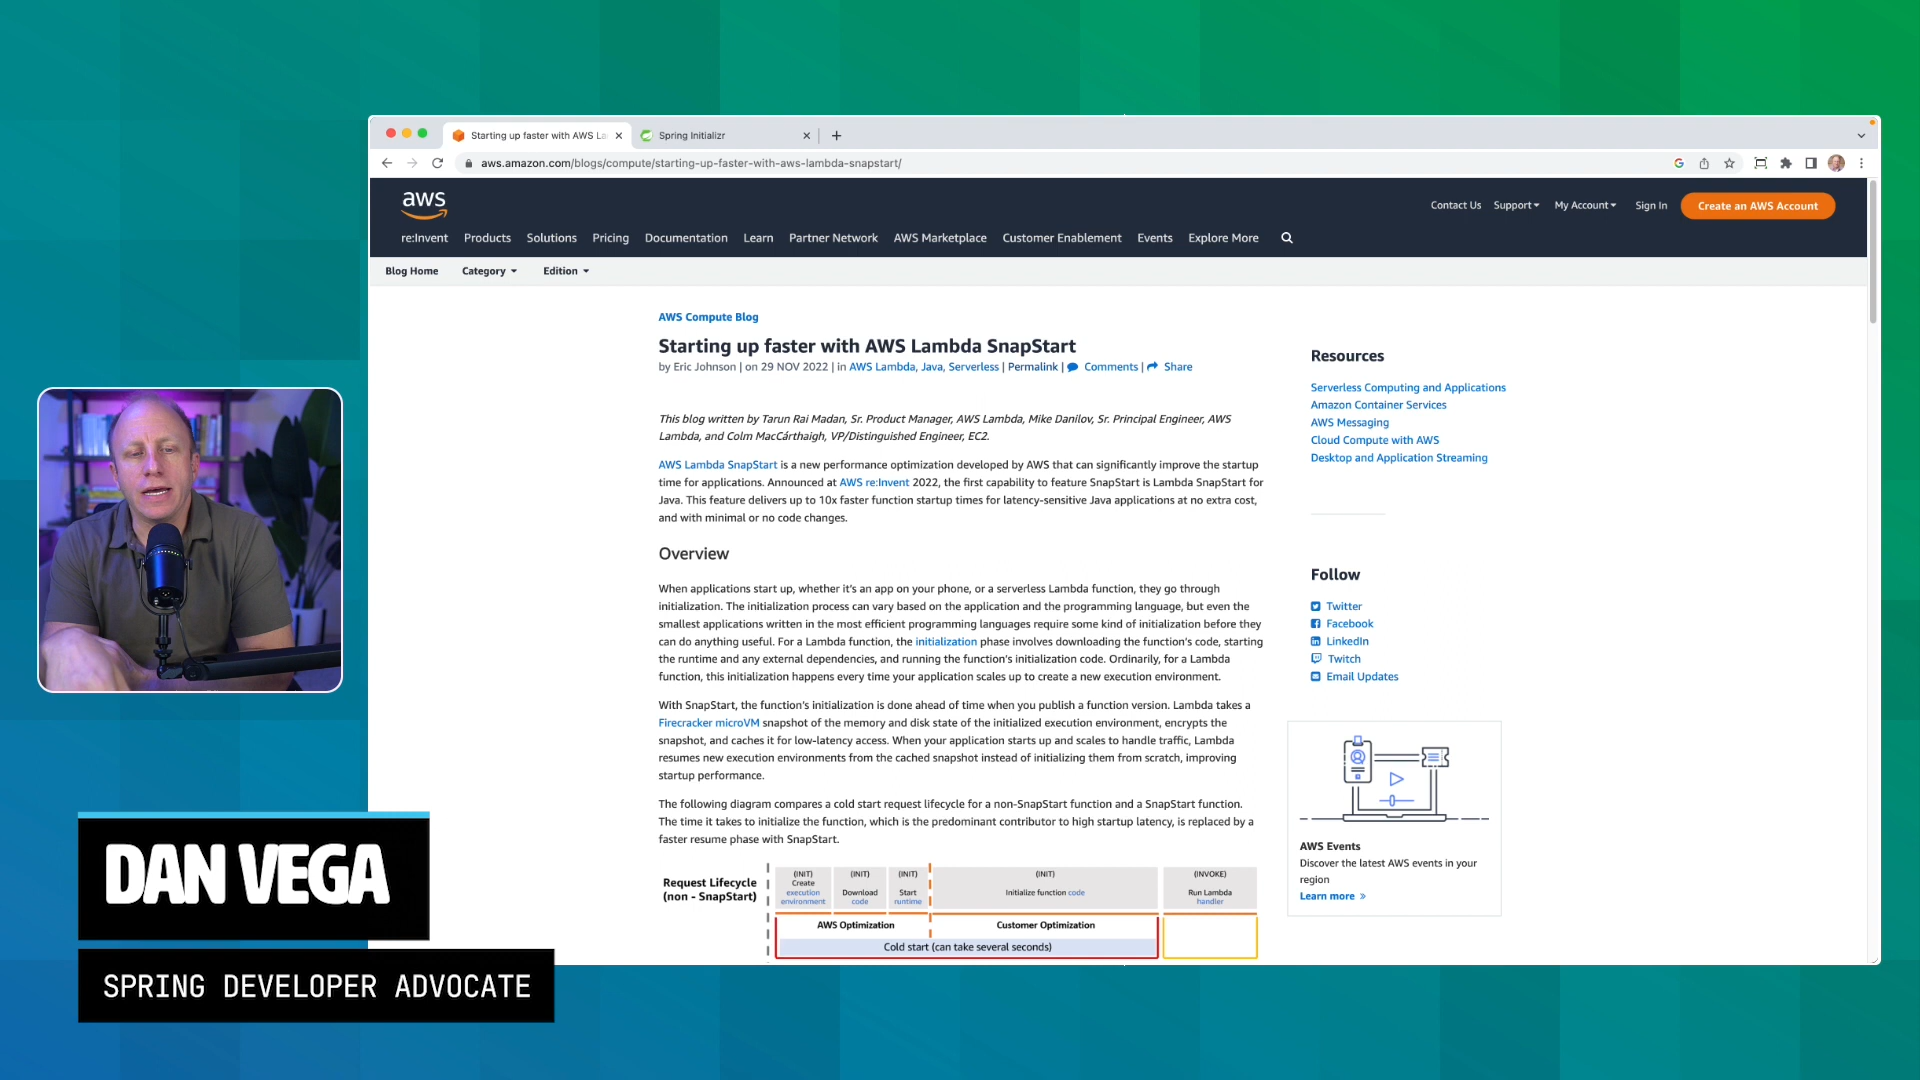 Starting up faster with AWS La
Spring Initializr
aws.amazon.com/blogs/compute/starting-up-faster-with-aws-lambda-snapstart/
aws
Contact Us Support My Account Sign In Create an AWS Account
re:Invent Products Solutions Pricing Documentation Learn Partner Network AWS Marketplace Customer Enablement Events Explore More
Blog Home Category Edition
AWS Compute Blog
Starting up faster with AWS Lambda SnapStart
by Eric Johnson | on 29 NOV 2022 | in AWS Lambda, Java, Serverless | Permalink | Comments | Share
This blog written by Tarun Rai Madan, Sr. Product Manager, AWS Lambda, Mike Danilov, Sr. Principal Engineer, AWS
Lambda, and Colm MacCárthaigh, VP/Distinguished Engineer, EC2.
AWS Lambda SnapStart is a new performance optimization developed by AWS that can significantly improve the startup
time for applications. Announced at AWS re:Invent 2022, the first capability to feature SnapStart is Lambda SnapStart for
Java. This feature delivers up to 10x faster function startup times for latency-sensitive Java applications at no extra cost,
and with minimal or no code changes.
Overview
When applications start up, whether it's an app on your phone, or a serverless Lambda function, they go through
initialization. The initialization process can vary based on the application and the programming language, but even the
smallest applications written in the most efficient programming languages require some kind of initialization before they
can do anything useful. For a Lambda function, the initialization phase involves downloading the function's code, starting
the runtime and any external dependencies, and running the function's initialization code. Ordinarily, for a Lambda
function, this initialization happens every time your application scales up to create a new execution environment.
With SnapStart, the function's initialization is done ahead of time when you publish a function version. Lambda takes a
Firecracker microVM snapshot of the memory and disk state of the initialized execution environment, encrypts the
snapshot, and caches it for low-latency access. When your application starts up and scales to handle traffic, Lambda
resumes new execution environments from the cached snapshot instead of initializing them from scratch, improving
startup performance.
The following diagram compares a cold start request lifecycle for a non-SnapStart function and a SnapStart function.
The time it takes to initialize the function, which is the predominant contributor to high startup latency, is replaced by a
faster resume phase with SnapStart.
Request Lifecycle
(non - SnapStart)
(INIT)
Create
execution
environment
(INIT)
Download
code
(INIT)
Start
runtime
(INIT)
Initialize function code
(INVOKE)
Run Lambda
handler
AWS Optimization
Customer Optimization
Cold start (can take several seconds)
Resources
Serverless Computing and Applications
Amazon Container Services
AWS Messaging
Cloud Compute with AWS
Desktop and Application Streaming
Follow
Twitter
Facebook
LinkedIn
Twitch
Email Updates
AWS Events
Discover the latest AWS events in your
region
Learn more »
DAN VEGA
SPRING DEVELOPER ADVOCATE